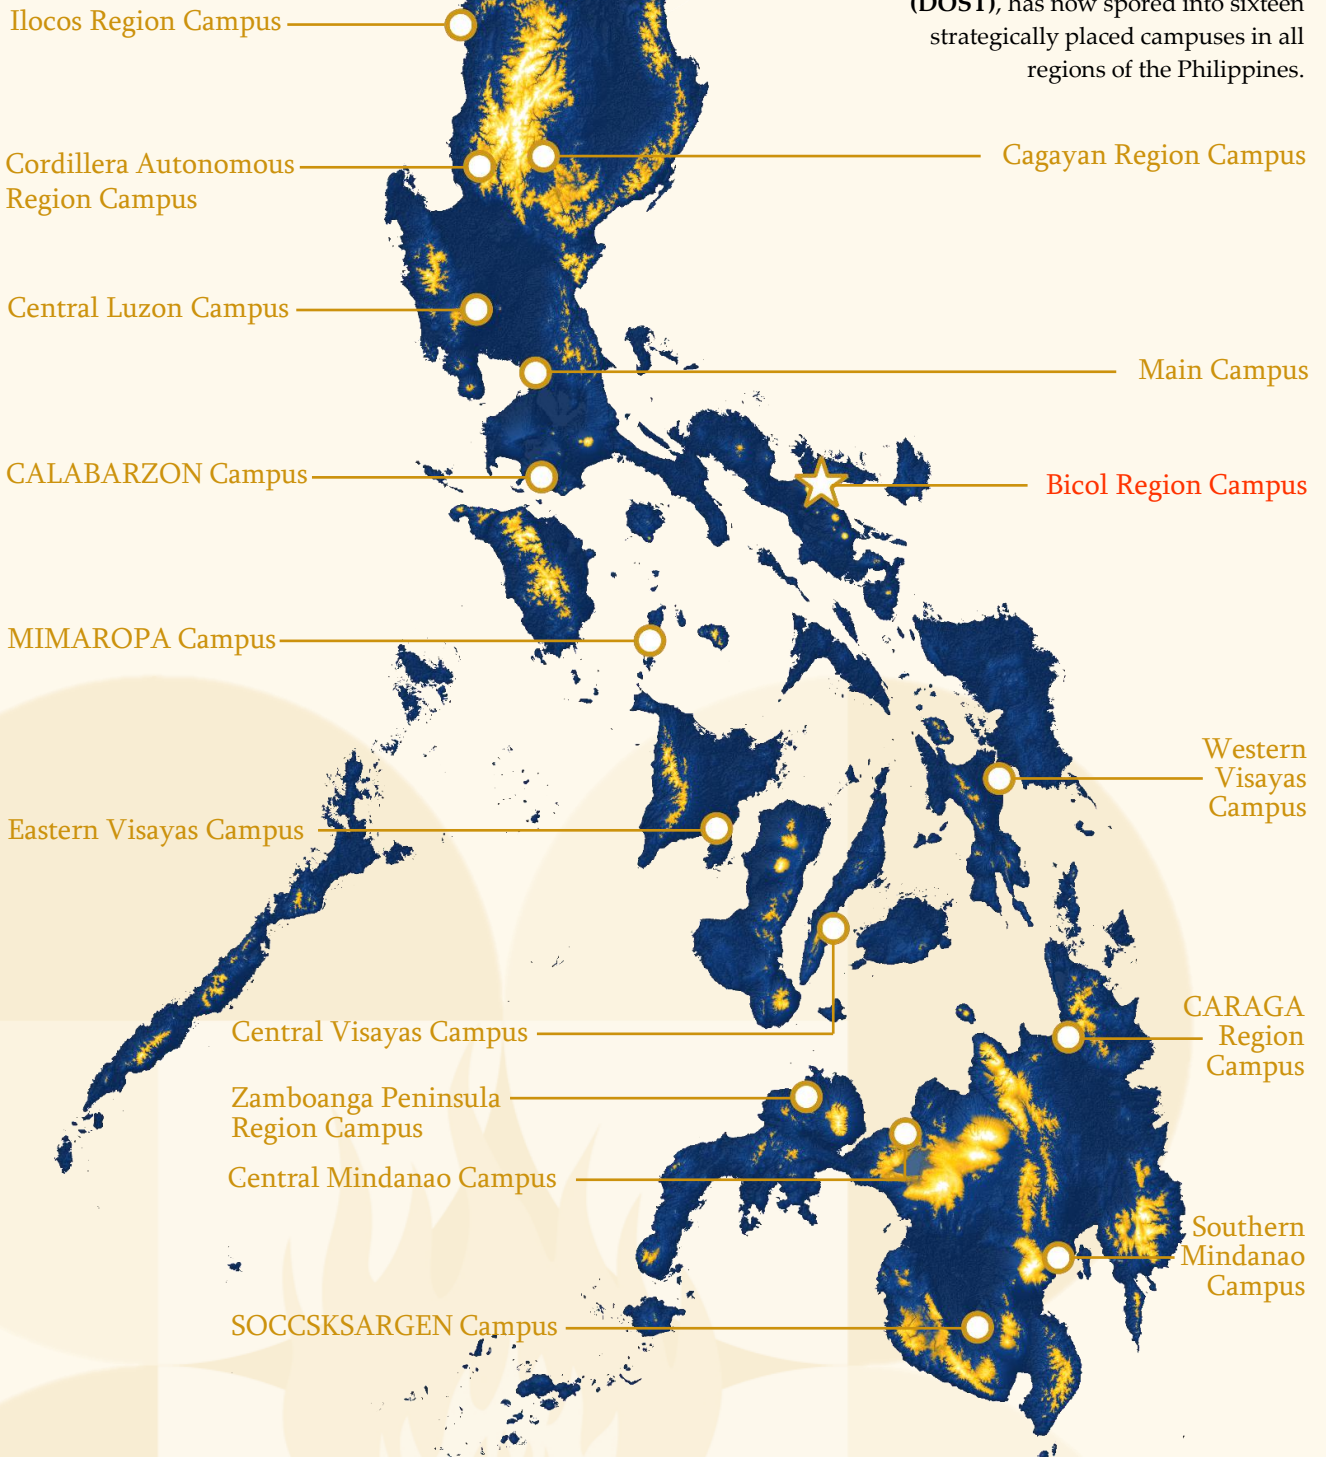 (DOST), has now spored into sixteen
strategically placed campuses in all
regions of the Philippines.
Ilocos Region Campus
Cordillera Autonomous
Region Campus
Cagayan Region Campus
Central Luzon Campus
Main Campus
CALABARZON Campus
Bicol Region Campus
MIMAROPA Campus
Western
Visayas
Campus
Eastern Visayas Campus
CARAGA
Region
Campus
Central Visayas Campus
Zamboanga Peninsula
Region Campus
Central Mindanao Campus
Southern
Mindanao
Campus
SOCCSKSARGEN Campus